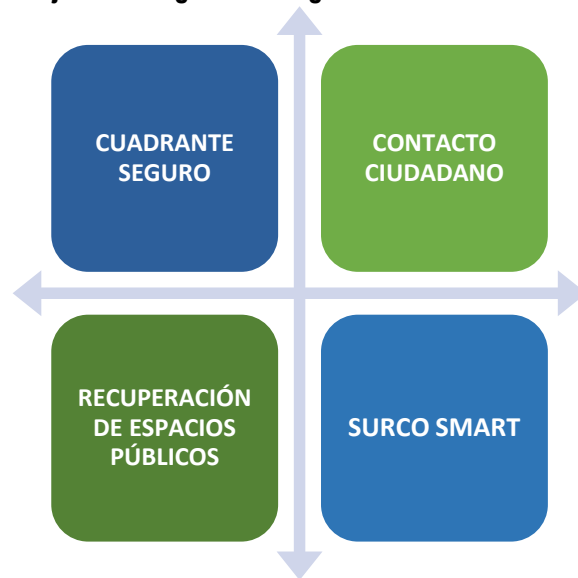 CUADRANTE
SEGURO
CONTACTO
CIUDADANO
RECUPERACIÓN
DE ESPACIOS
PÚBLICOS
SURCO SMART